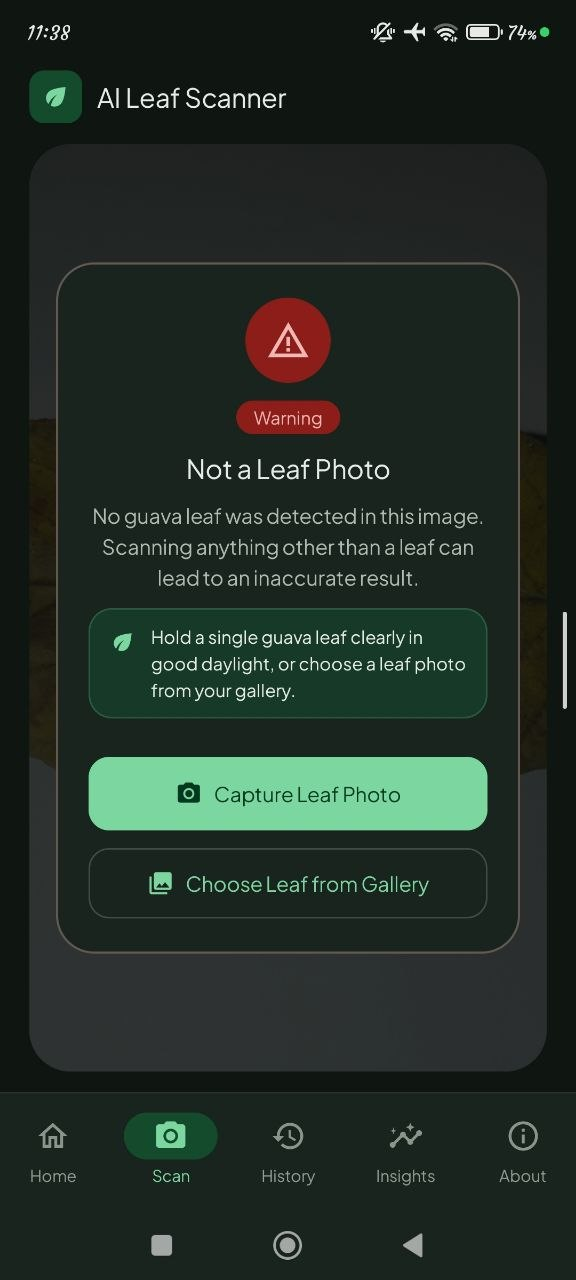 11:38
74%
AI Leaf Scanner
Warning
Not a Leaf Photo
No guava leaf was detected in this image.
Scanning anything other than a leaf can
lead to an inaccurate result.
Hold a single guava leaf clearly in
good daylight, or choose a leaf photo
from your gallery.
Capture Leaf Photo
Choose Leaf from Gallery
Home
Scan
History
Insights
About